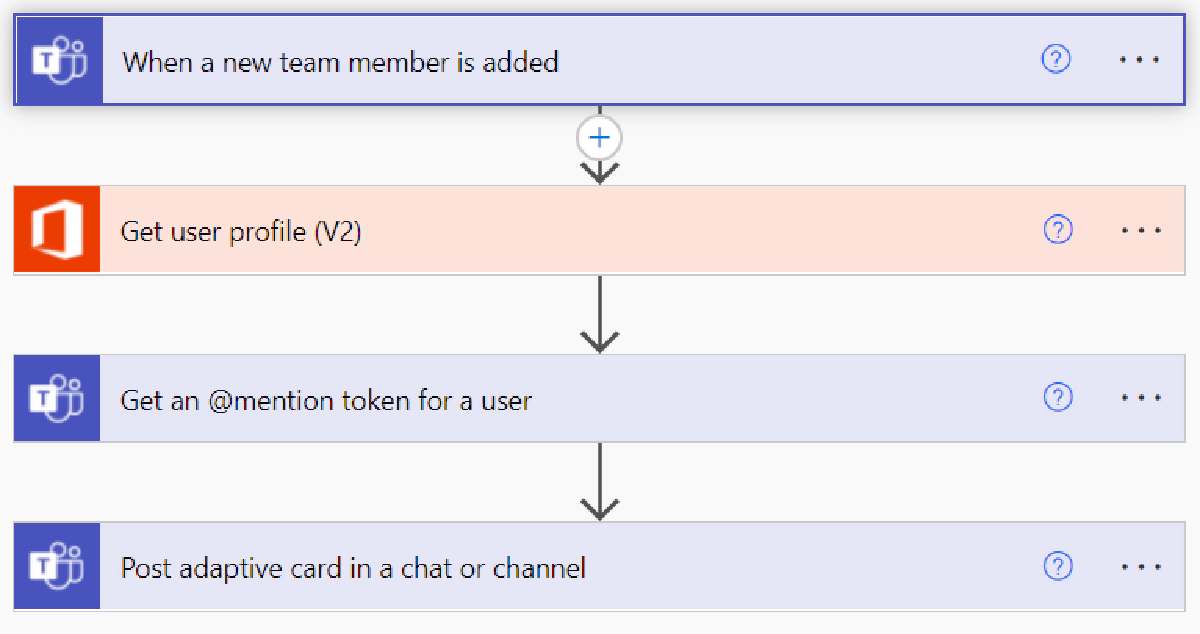 When a new team member is added
Get user profile (V2)
Get an @mention token for a user
Post adaptive card in a chat or channel